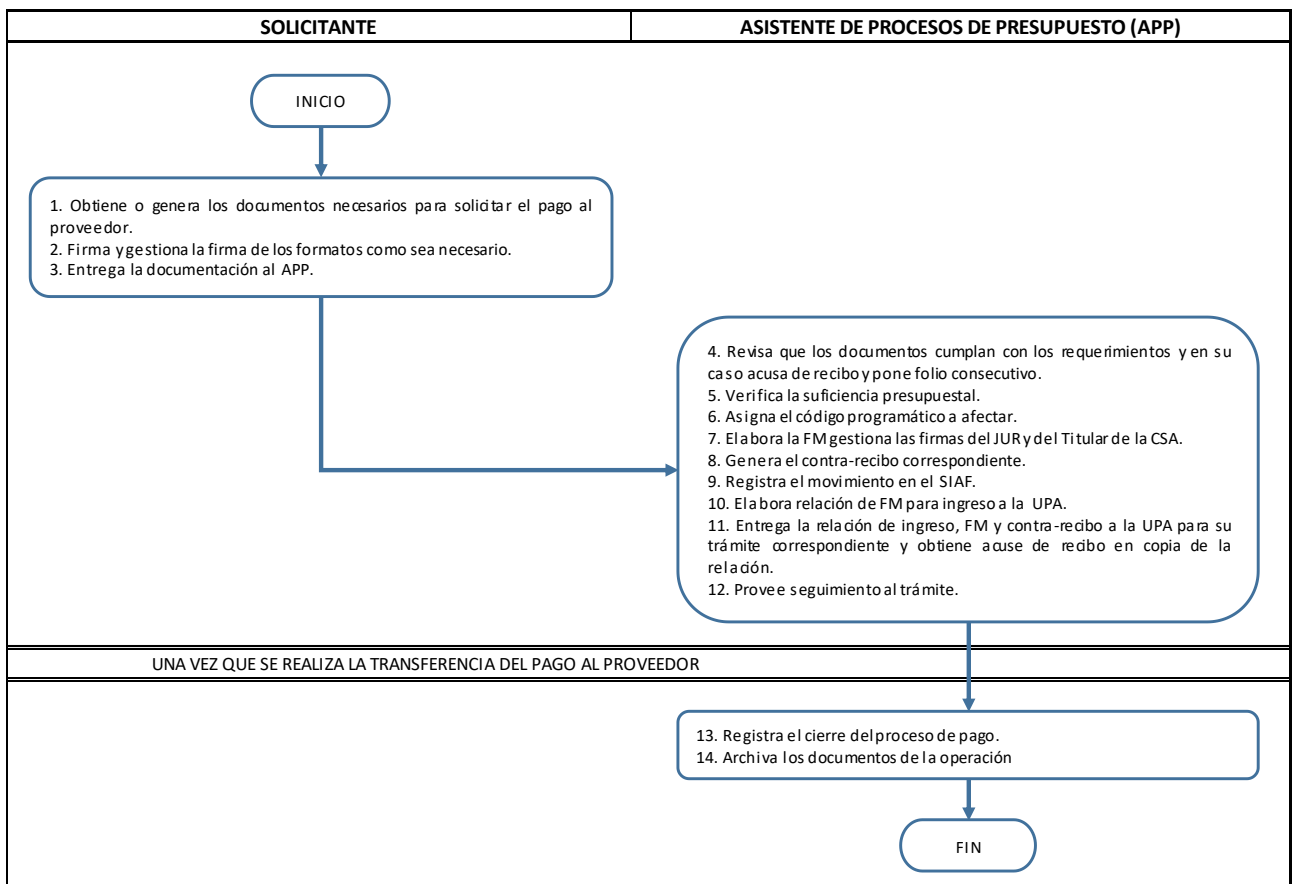 SOLICITANTE
ASISTENTE DE PROCESOS DE PRESUPUESTO (APP)
INICIO
1. Obtiene o genera los documentos necesarios para solicitar el pago al
proveedor.
2. Firma y gestiona la firma de los formatos como sea necesario.
3. Entrega la documentación al APP.
4. Revisa que los documentos cumplan con los requerimientos y en su
caso acusa de recibo y pone folio consecutivo.
5. Verifica la suficiencia presupuestal.
6. Asigna el código programático a afectar.
7. Elabora la FM gestiona las firmas del JUR y del Titular de la CSA.
8. Genera el contra-recibo correspondiente.
9. Registra el movimiento en el SIAF.
10. Elabora relación de FM para ingreso a la UPA.
11. Entrega la relación de ingreso, FM y contra-recibo a la UPA para su
trámite correspondiente y obtiene acuse de recibo en copia de la
relación.
12. Provee seguimiento al trámite.
UNA VEZ QUE SE REALIZA LA TRANSFERENCIA DEL PAGO AL PROVEEDOR
13. Registra el cierre del proceso de pago.
14. Archiva los documentos de la operación
FIN